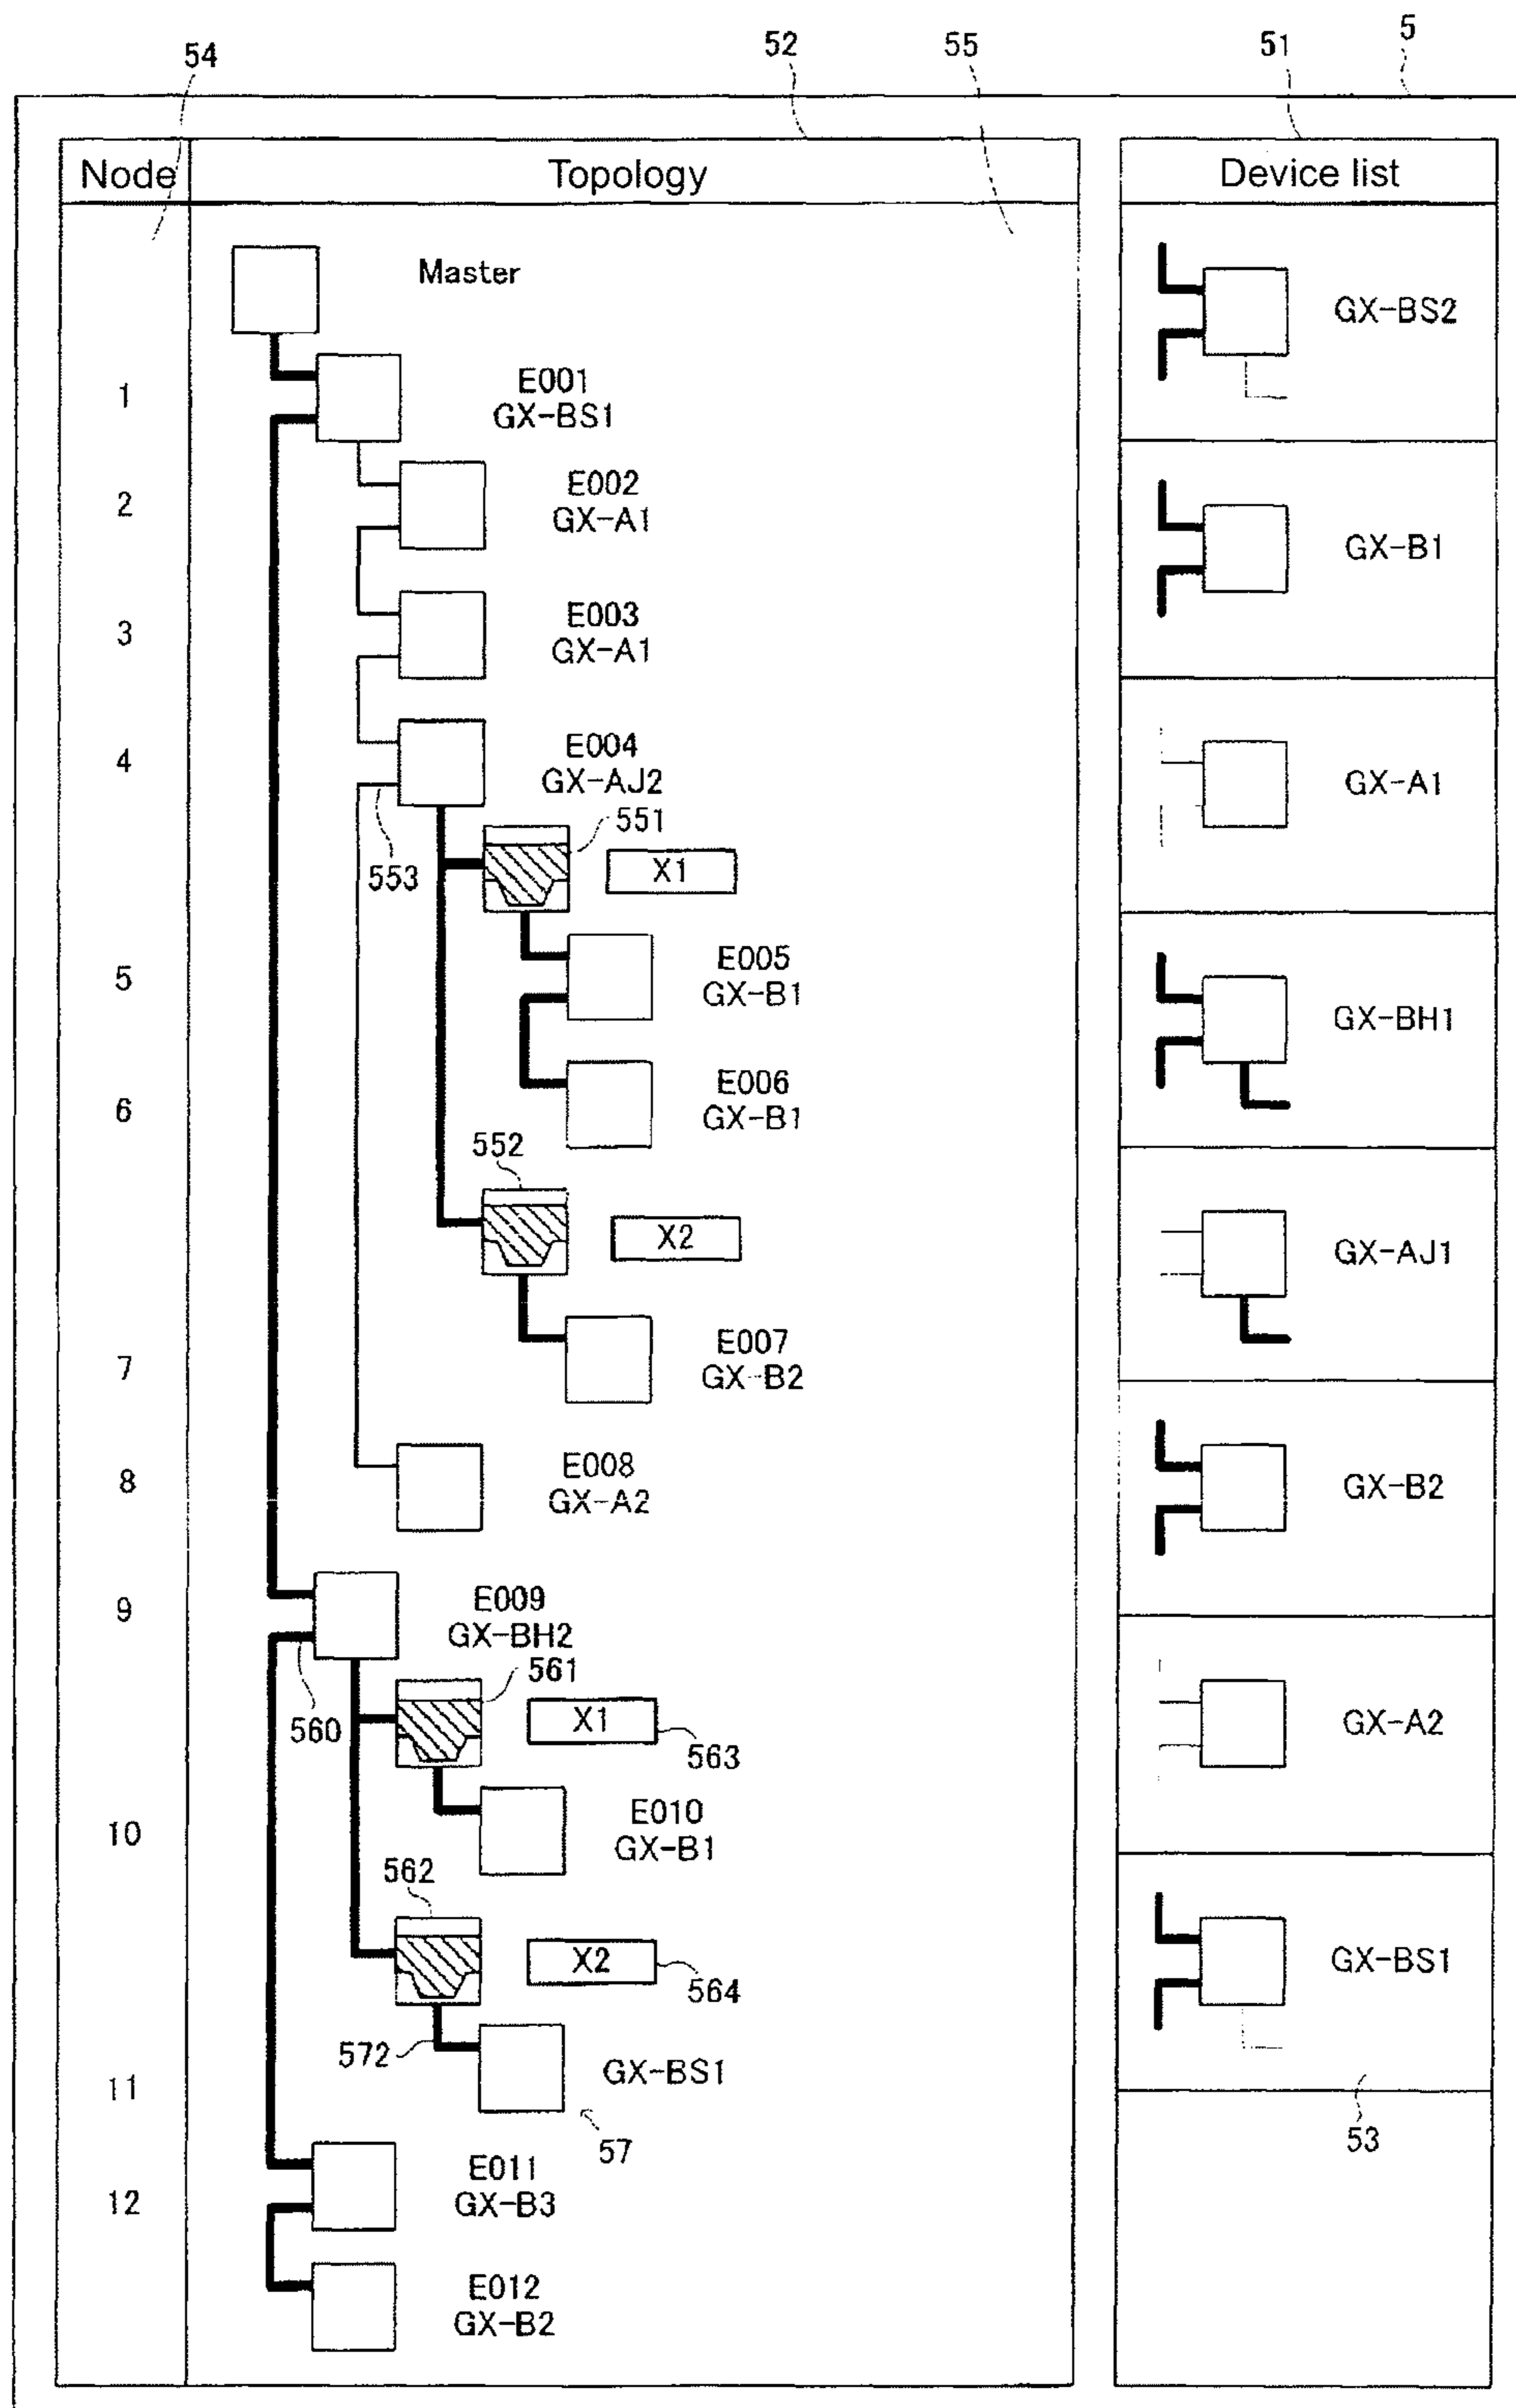 54
52
55
51
5
Node
Topology
Device list
Master
GX-BS2
1
E001
GX-BS1
2
E002
GX-A1
GX-B1
3
E003
GX-A1
4
E004
GX-AJ2
GX-A1
551
553
X1
5
E005
GX-B1
GX-BH1
6
E006
GX-B1
552
X2
GX-AJ1
7
E007
GX-B2
8
E008
GX-A2
GX-B2
9
E009
GX-BH2
561
560
X1
563
GX-A2
10
E010
GX-B1
562
X2
564
GX-BS1
572
GX-BS1
11
57
53
12
E011
GX-B3
E012
GX-B2